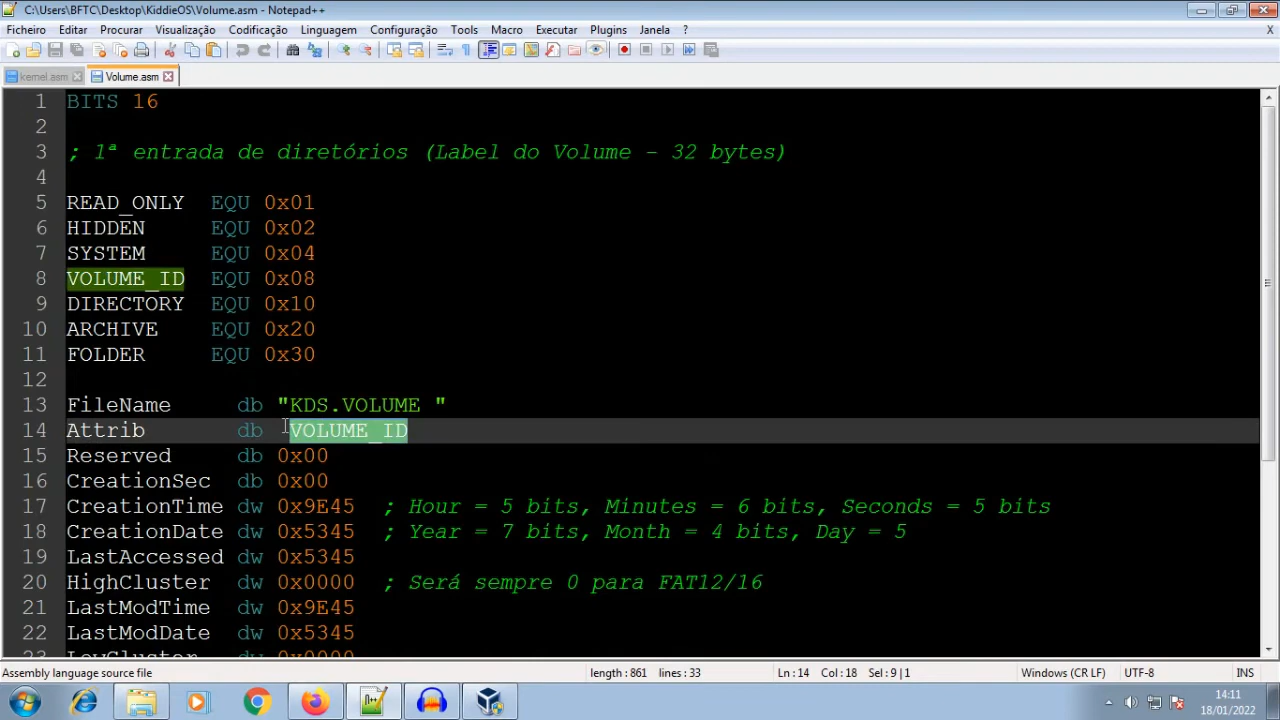 C:\Users\BFTC\Desktop\KiddieOS\Volume.asm - Notepad++
Ficheiro Editar Procurar Visualização Codificação Linguagem Configuração Tools Macro Executar Plugins Janela ? X
kernel.asm Volume.asm
1 BITS 16
2
3 ; 1ª entrada de diretórios (Label do Volume - 32 bytes)
4
5 READ_ONLY EQU 0x01
6 HIDDEN EQU 0x02
7 SYSTEM EQU 0x04
8 VOLUME_ID EQU 0x08
9 DIRECTORY EQU 0x10
10 ARCHIVE EQU 0x20
11 FOLDER EQU 0x30
12
13 FileName db "KDS.VOLUME "
14 Attrib db VOLUME_ID
15 Reserved db 0x00
16 CreationSec db 0x00
17 CreationTime dw 0x9E45 ; Hour = 5 bits, Minutes = 6 bits, Seconds = 5 bits
18 CreationDate dw 0x5345 ; Year = 7 bits, Month = 4 bits, Day = 5
19 LastAccessed dw 0x5345
20 HighCluster dw 0x0000 ; Será sempre 0 para FAT12/16
21 LastModTime dw 0x9E45
22 LastModDate dw 0x5345
23 LowCluster dw 0x0000
Assembly language source file length : 861 lines : 33 Ln : 14 Col : 18 Sel : 9 | 1 Windows (CR LF) UTF-8 INS
14:11
18/01/2022